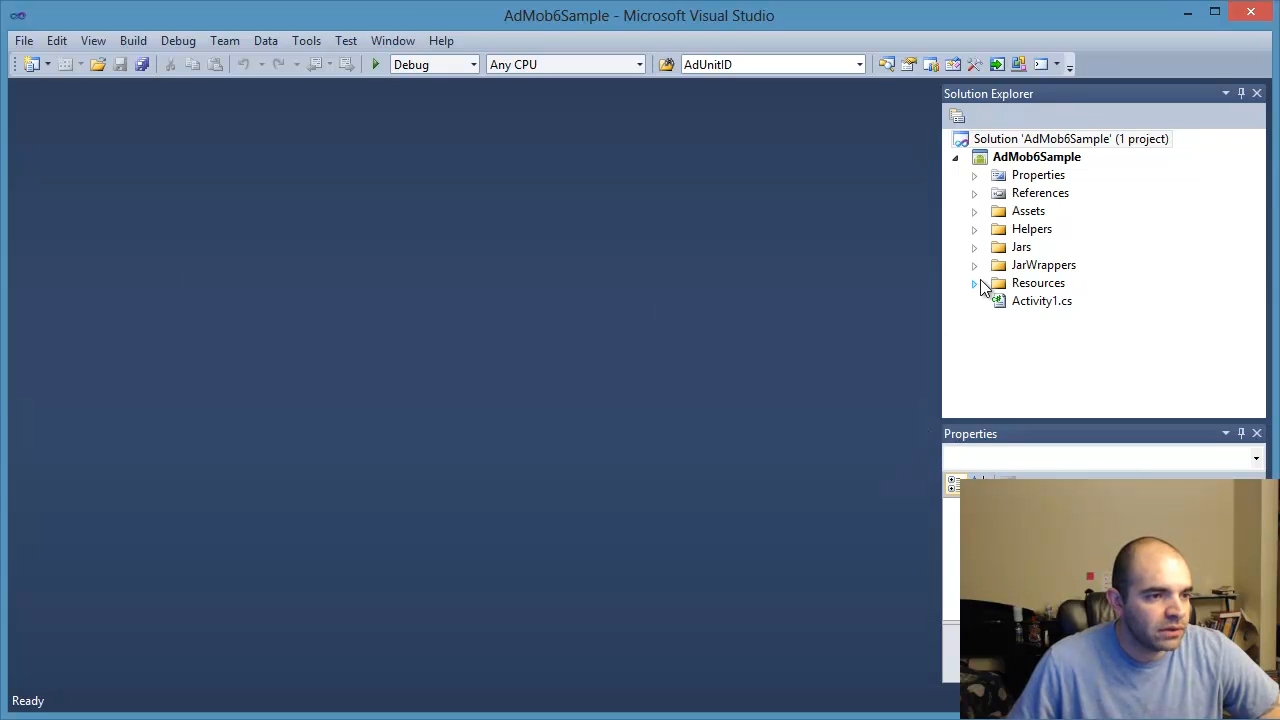 AdMob6Sample - Microsoft Visual Studio
File Edit View Build Debug Team Data Tools Test Window Help
Debug Any CPU AdUnitID
Solution Explorer
Solution 'AdMob6Sample' (1 project)
AdMob6Sample
Properties
References
Assets
Helpers
Jars
JarWrappers
Resources
Activity1.cs
Properties
Ready